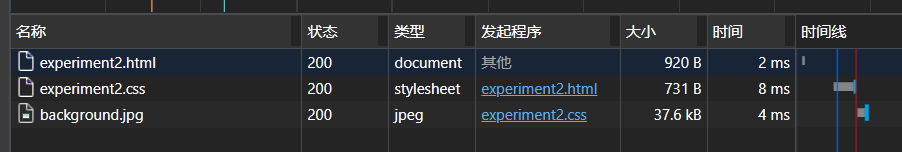 名称 状态 类型 发起程序 大小 时间 时间线
experiment2.html 200 document 其他 920 B 2 ms
experiment2.css 200 stylesheet experiment2.html 731 B 8 ms
background.jpg 200 jpeg experiment2.css 37.6 kB 4 ms